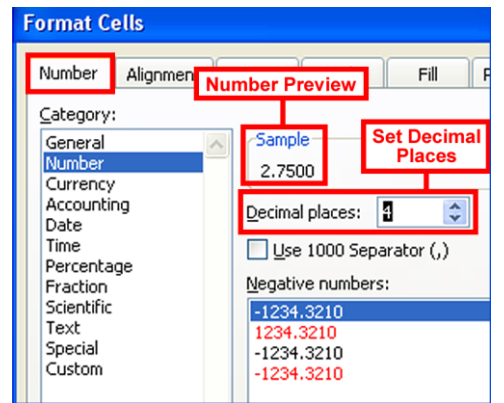 Format Cells
Number Alignmen Fill
Number Preview
Category:
General
Number
Currency
Accounting
Date
Time
Percentage
Fraction
Scientific
Text
Special
Custom
Sample
2.7500
Set Decimal
Places
Decimal places: 4
Use 1000 Separator (,)
Negative numbers:
-1234.3210
1234.3210
-1234.3210
-1234.3210